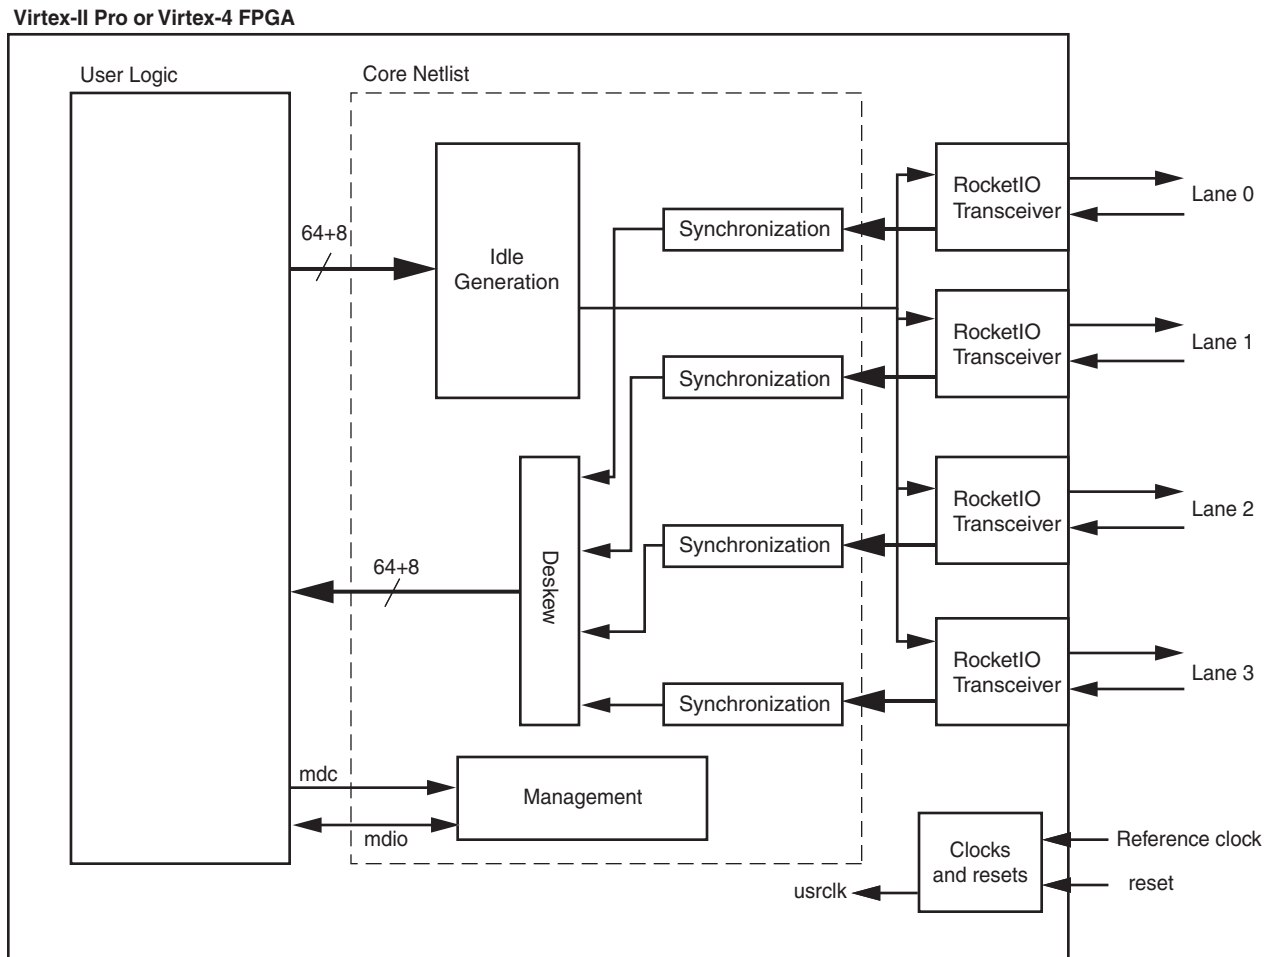 Virtex-II Pro or Virtex-4 FPGA
User Logic
Core Netlist
64+8
Idle
Generation
Synchronization
RocketIO
Transceiver
Lane 0
Synchronization
RocketIO
Transceiver
Lane 1
64+8
Deskew
Synchronization
RocketIO
Transceiver
Lane 2
Synchronization
RocketIO
Transceiver
Lane 3
mdc
mdio
Management
Clocks
and resets
Reference clock
reset
usrclk